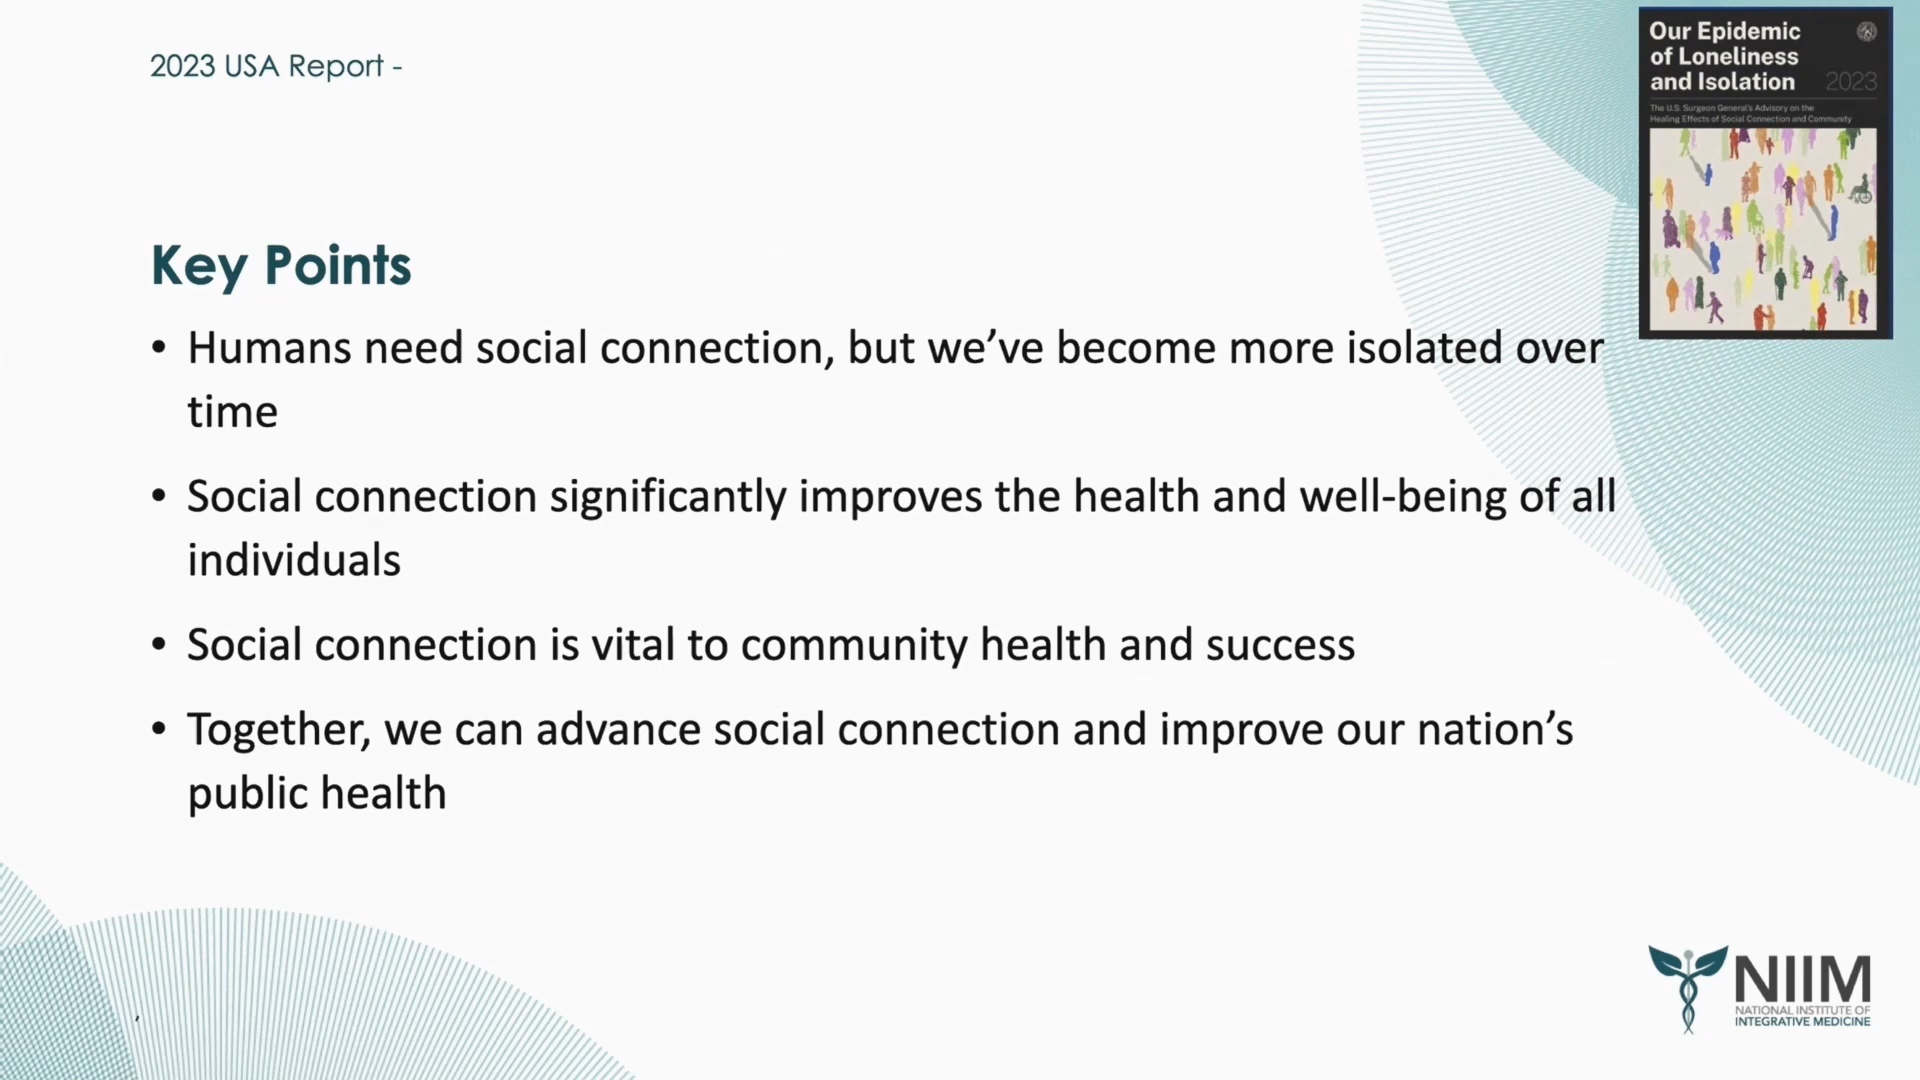 2023 USA Report -
Our Epidemic
of Loneliness
and Isolation 2023
The U.S. Surgeon General's Advisory on the
Healing Effects of Social Connection and Community
Key Points
• Humans need social connection, but we’ve become more isolated over
time
• Social connection significantly improves the health and well-being of all
individuals
• Social connection is vital to community health and success
• Together, we can advance social connection and improve our nation’s
public health
,
NIIM
NATIONAL INSTITUTE OF
INTEGRATIVE MEDICINE